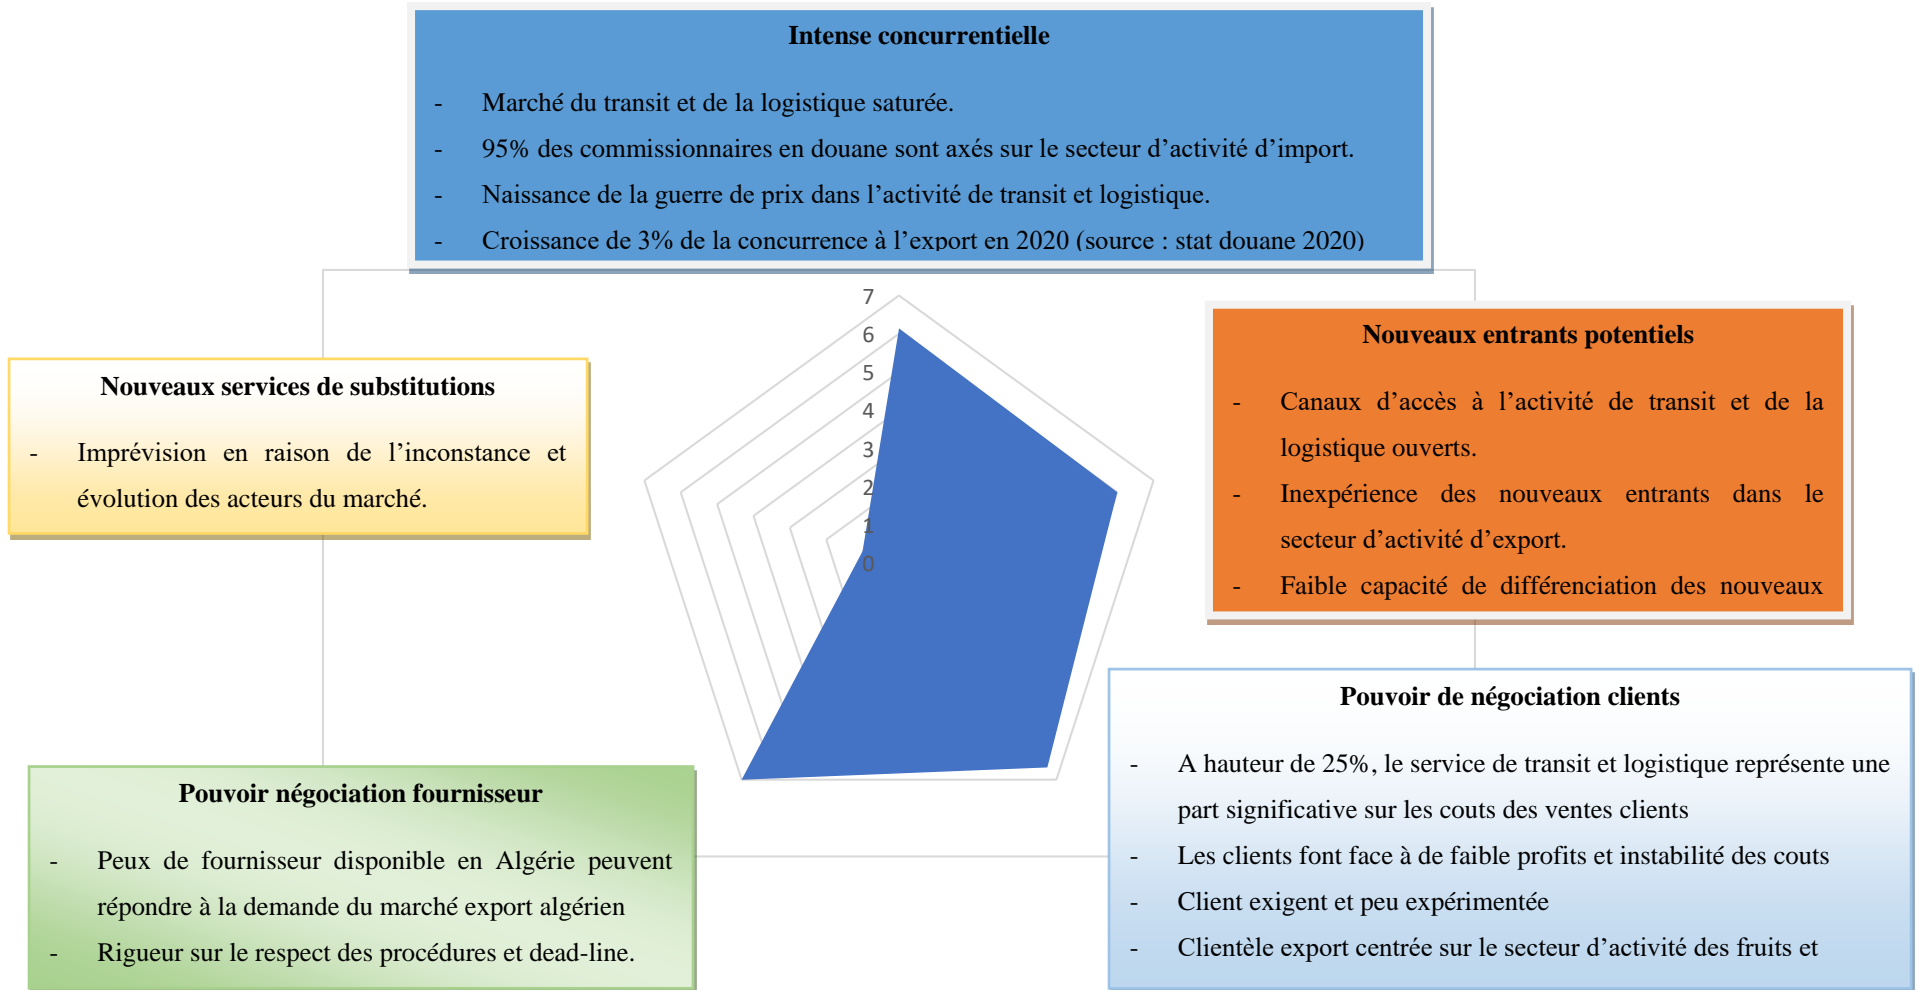 Intense concurrentielle
- Marché du transit et de la logistique saturée.
- 95% des commissionnaires en douane sont axés sur le secteur d’activité d’import.
- Naissance de la guerre de prix dans l’activité de transit et logistique.
- Croissance de 3% de la concurrence à l’export en 2020 (source : stat douane 2020)
Nouveaux services de substitutions
- Imprévision en raison de l’inconstance et
évolution des acteurs du marché.
7
6
5
4
3
2
1
0
Nouveaux entrants potentiels
- Canaux d’accès à l’activité de transit et de la
logistique ouverts.
- Inexpérience des nouveaux entrants dans le
secteur d’activité d’export.
- Faible capacité de différenciation des nouveaux
Pouvoir négociation fournisseur
- Peux de fournisseur disponible en Algérie peuvent
répondre à la demande du marché export algérien
- Rigueur sur le respect des procédures et dead-line.
Pouvoir de négociation clients
- A hauteur de 25%, le service de transit et logistique représente une
part significative sur les couts des ventes clients
- Les clients font face à de faible profits et instabilité des couts
- Client exigent et peu expérimentée
- Clientèle export centrée sur le secteur d’activité des fruits et